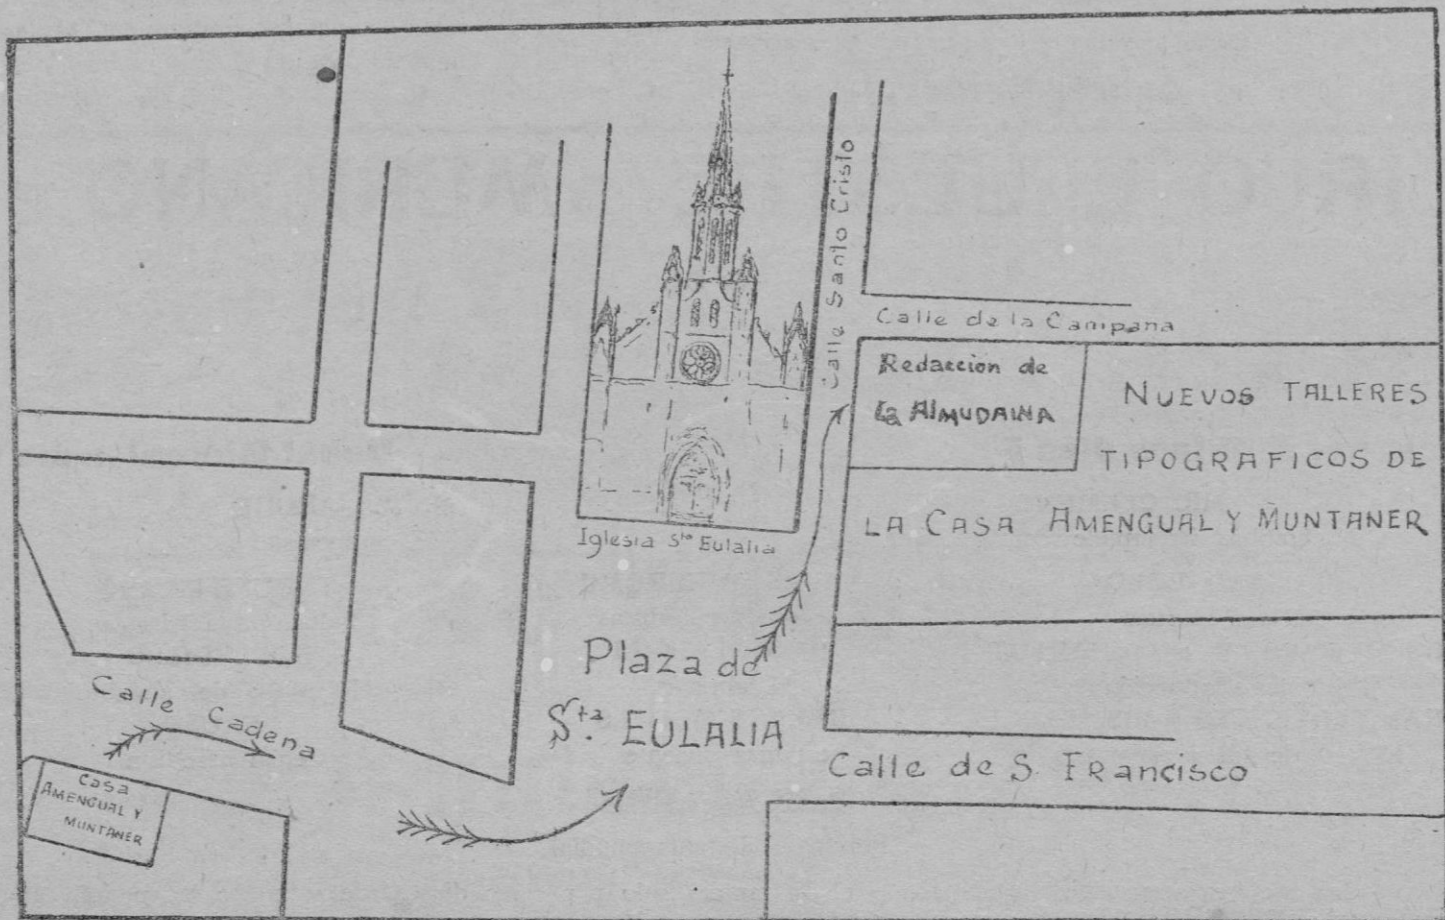 Calle Santo Cristo
Calle de la Campana
Redaccion de
La ALMUDAINA
NUEVOS TALLERES
TIPOGRAFICOS DE
LA CASA AMENGUAL Y MUNTANER
Iglesia Sta Eulalia
Plaza de
Sta. EULALIA
Calle Cadena
Calle de S. FRancisco
Casa
AMENGUAL Y
MUNTANER